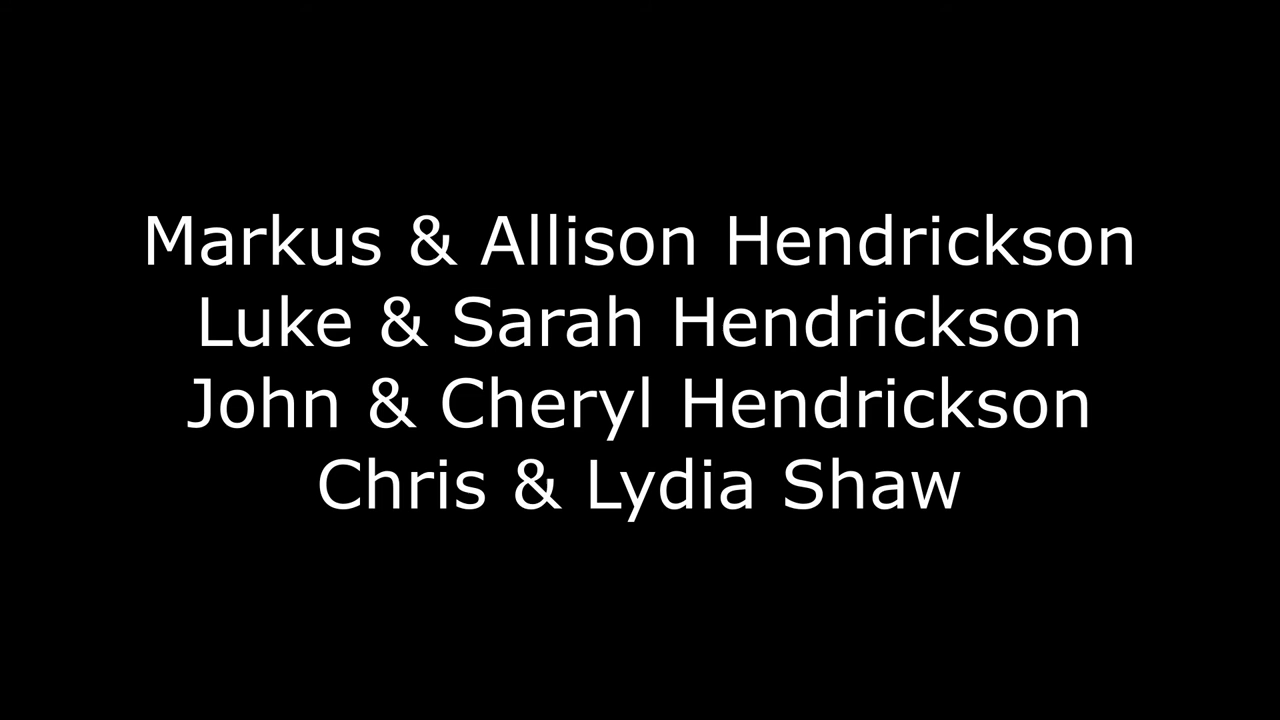 Markus & Allison Hendrickson
Luke & Sarah Hendrickson
John & Cheryl Hendrickson
Chris & Lydia Shaw